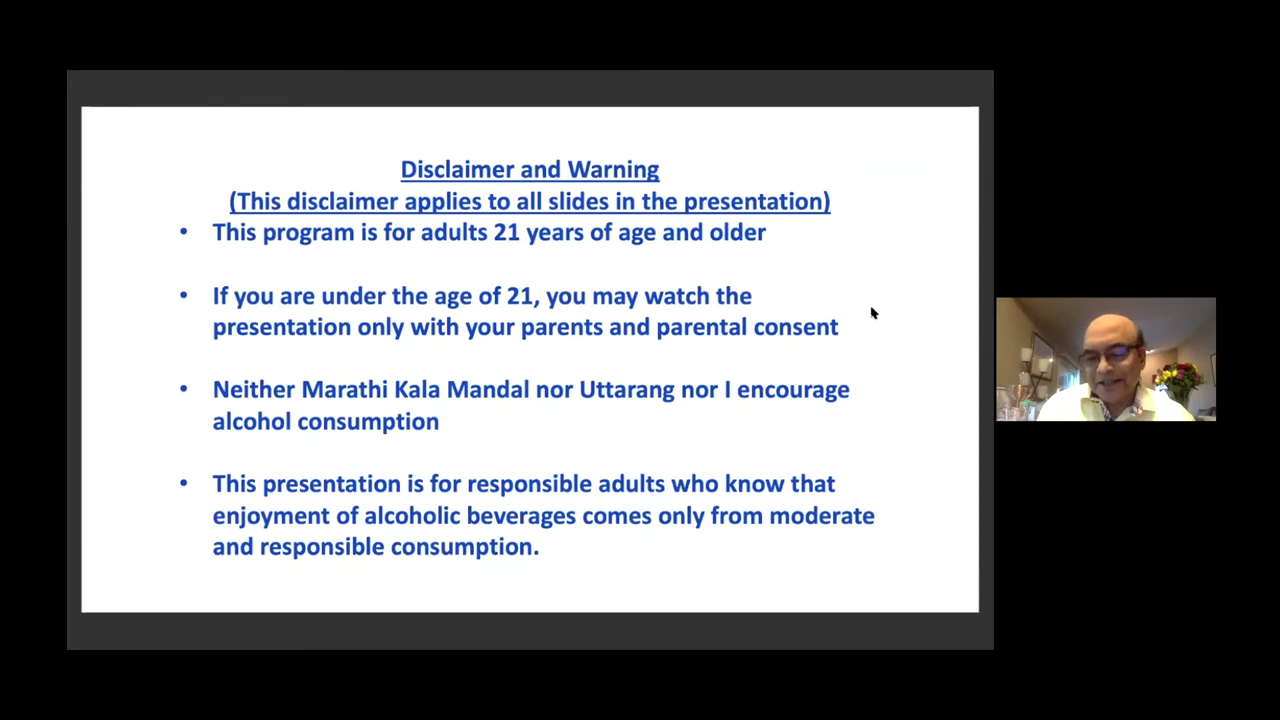 Disclaimer and Warning
(This disclaimer applies to all slides in the presentation)
• This program is for adults 21 years of age and older
• If you are under the age of 21, you may watch the
presentation only with your parents and parental consent
• Neither Marathi Kala Mandal nor Uttarang nor I encourage
alcohol consumption
• This presentation is for responsible adults who know that
enjoyment of alcoholic beverages comes only from moderate
and responsible consumption.